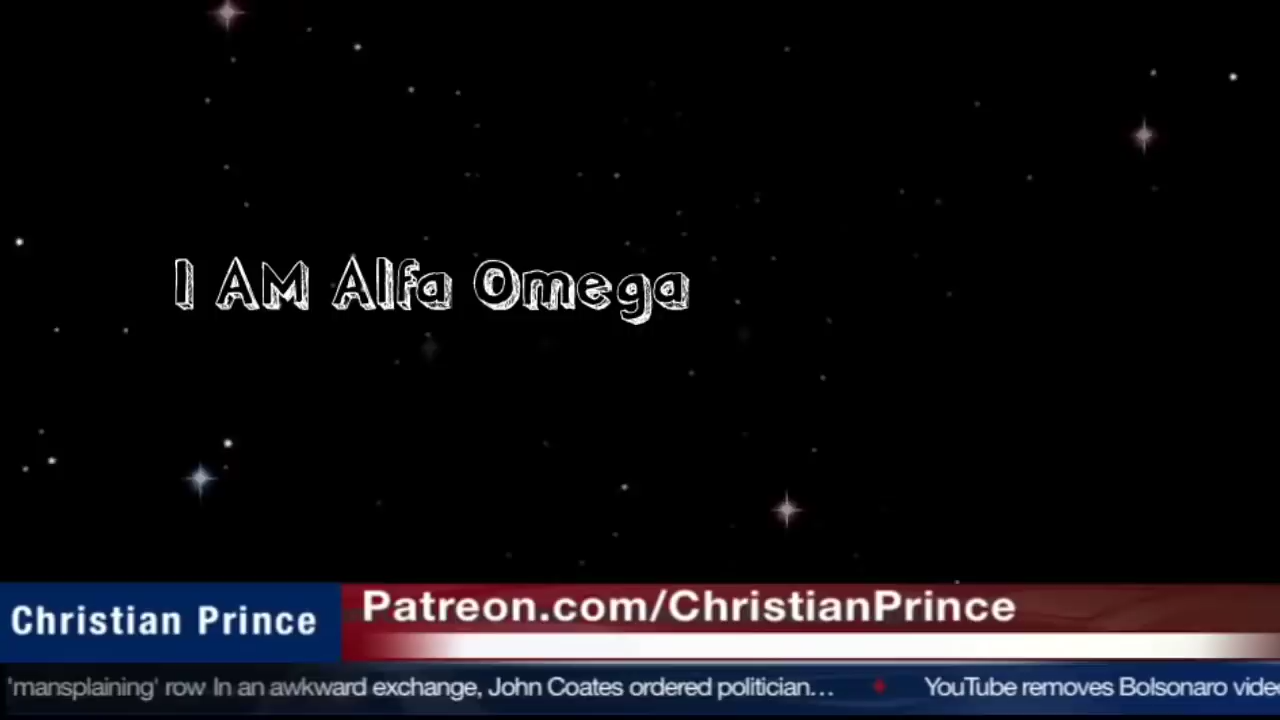 I AM Alfa Omega
Christian Prince
Patreon.com/ChristianPrince
'mansplaining' row In an awkward exchange, John Coates ordered politician... YouTube removes Bolsonaro